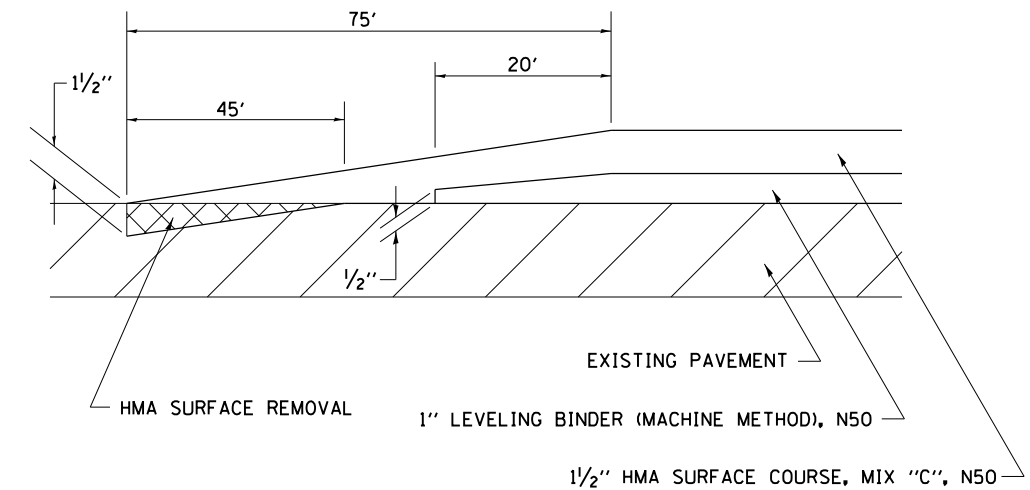 75'
20'
1½"
45'
½"
EXISTING PAVEMENT
HMA SURFACE REMOVAL
1" LEVELING BINDER (MACHINE METHOD), N50
1½" HMA SURFACE COURSE, MIX "C", N50